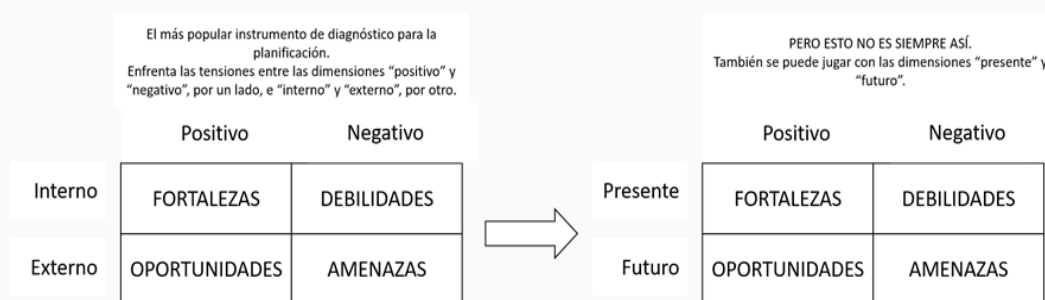 El más popular instrumento de diagnóstico para la
planificación.
Enfrenta las tensiones entre las dimensiones “positivo” y
“negativo”, por un lado, e “interno” y “externo”, por otro.
Positivo Negativo
Interno FORTALEZAS DEBILIDADES
Externo OPORTUNIDADES AMENAZAS
PERO ESTO NO ES SIEMPRE ASÍ.
También se puede jugar con las dimensiones “presente” y
“futuro”.
Positivo Negativo
Presente FORTALEZAS DEBILIDADES
Futuro OPORTUNIDADES AMENAZAS